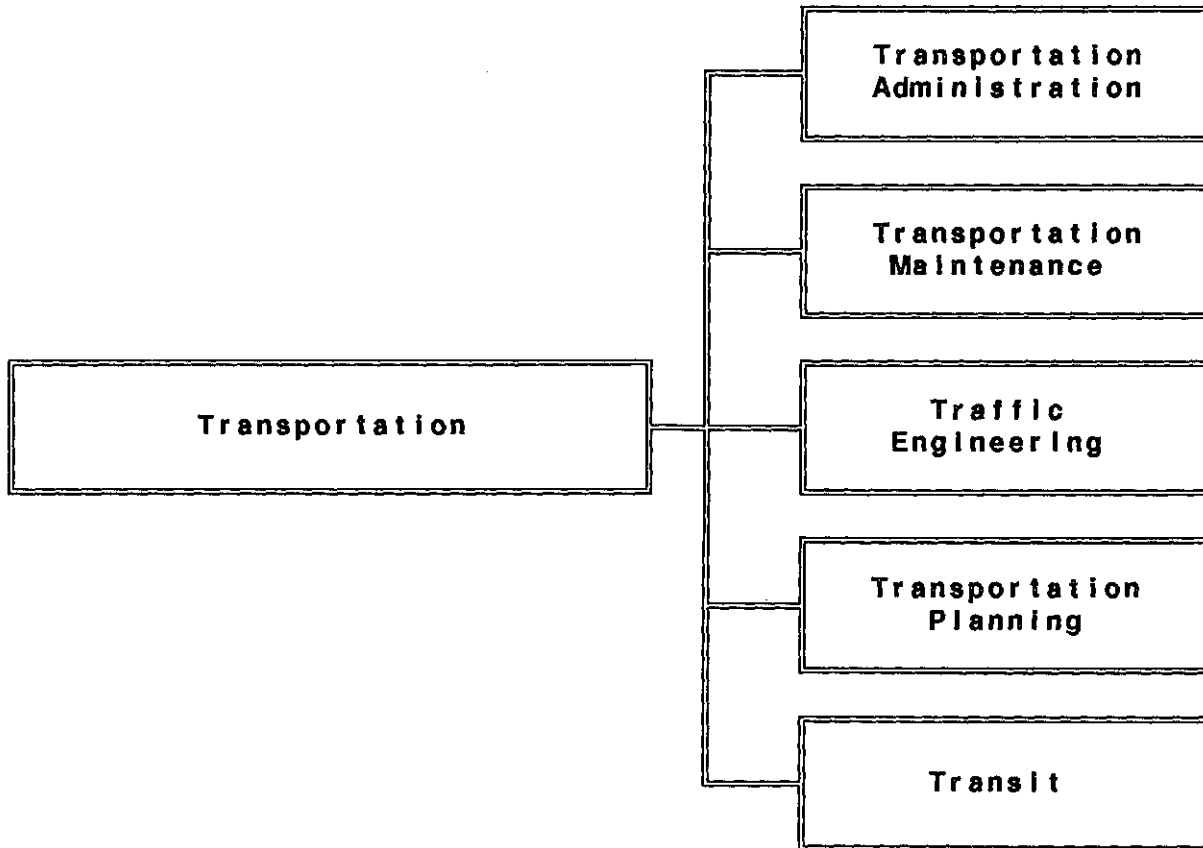 Transportation
Administration
Transportation
Maintenance
Transportation
Traffic
Engineering
Transportation
Planning
Transit